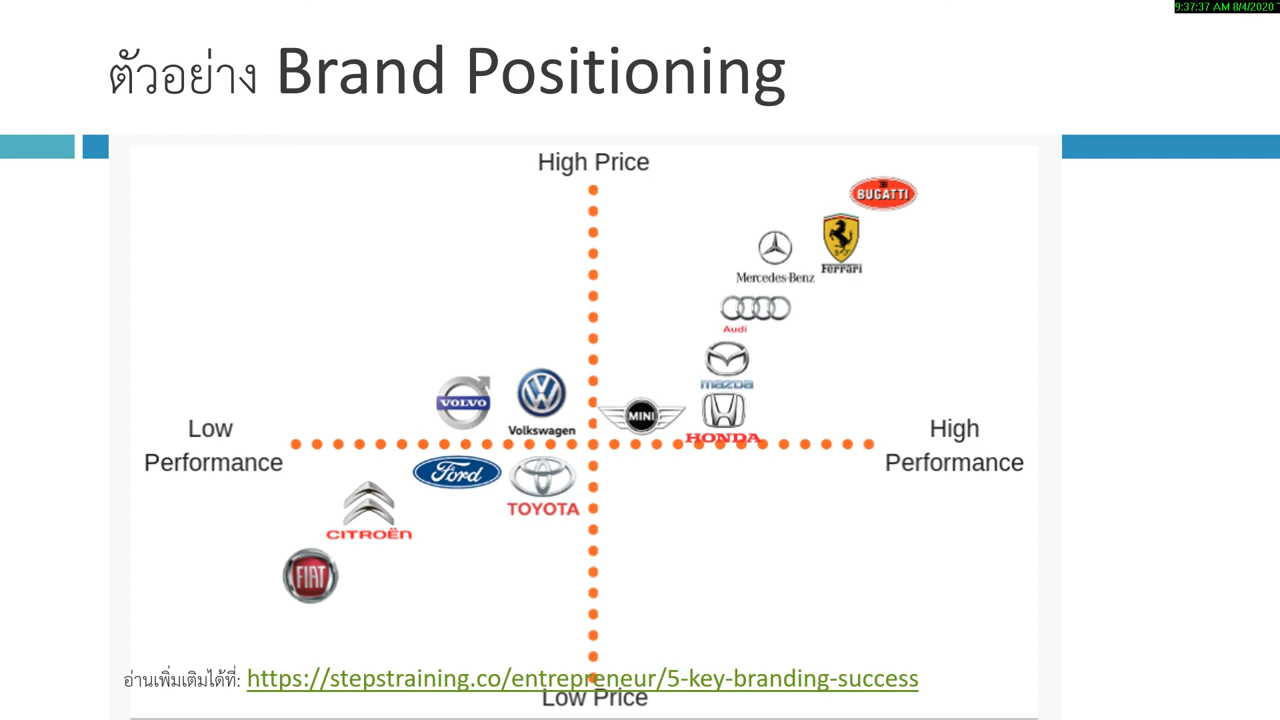 9:37:37 AM 8/4/2020
ตัวอย่าง Brand Positioning
High Price
BUGATTI
Ferrari
Mercedes-Benz
Audi
mazda
VOLVO
Volkswagen
MINI
HONDA
Low
Performance
High
Performance
Ford
TOYOTA
CITROËN
FIAT
อ่านเพิ่มเติมได้ที่: https://stepstraining.co/entrepreneur/5-key-branding-success
Low Price